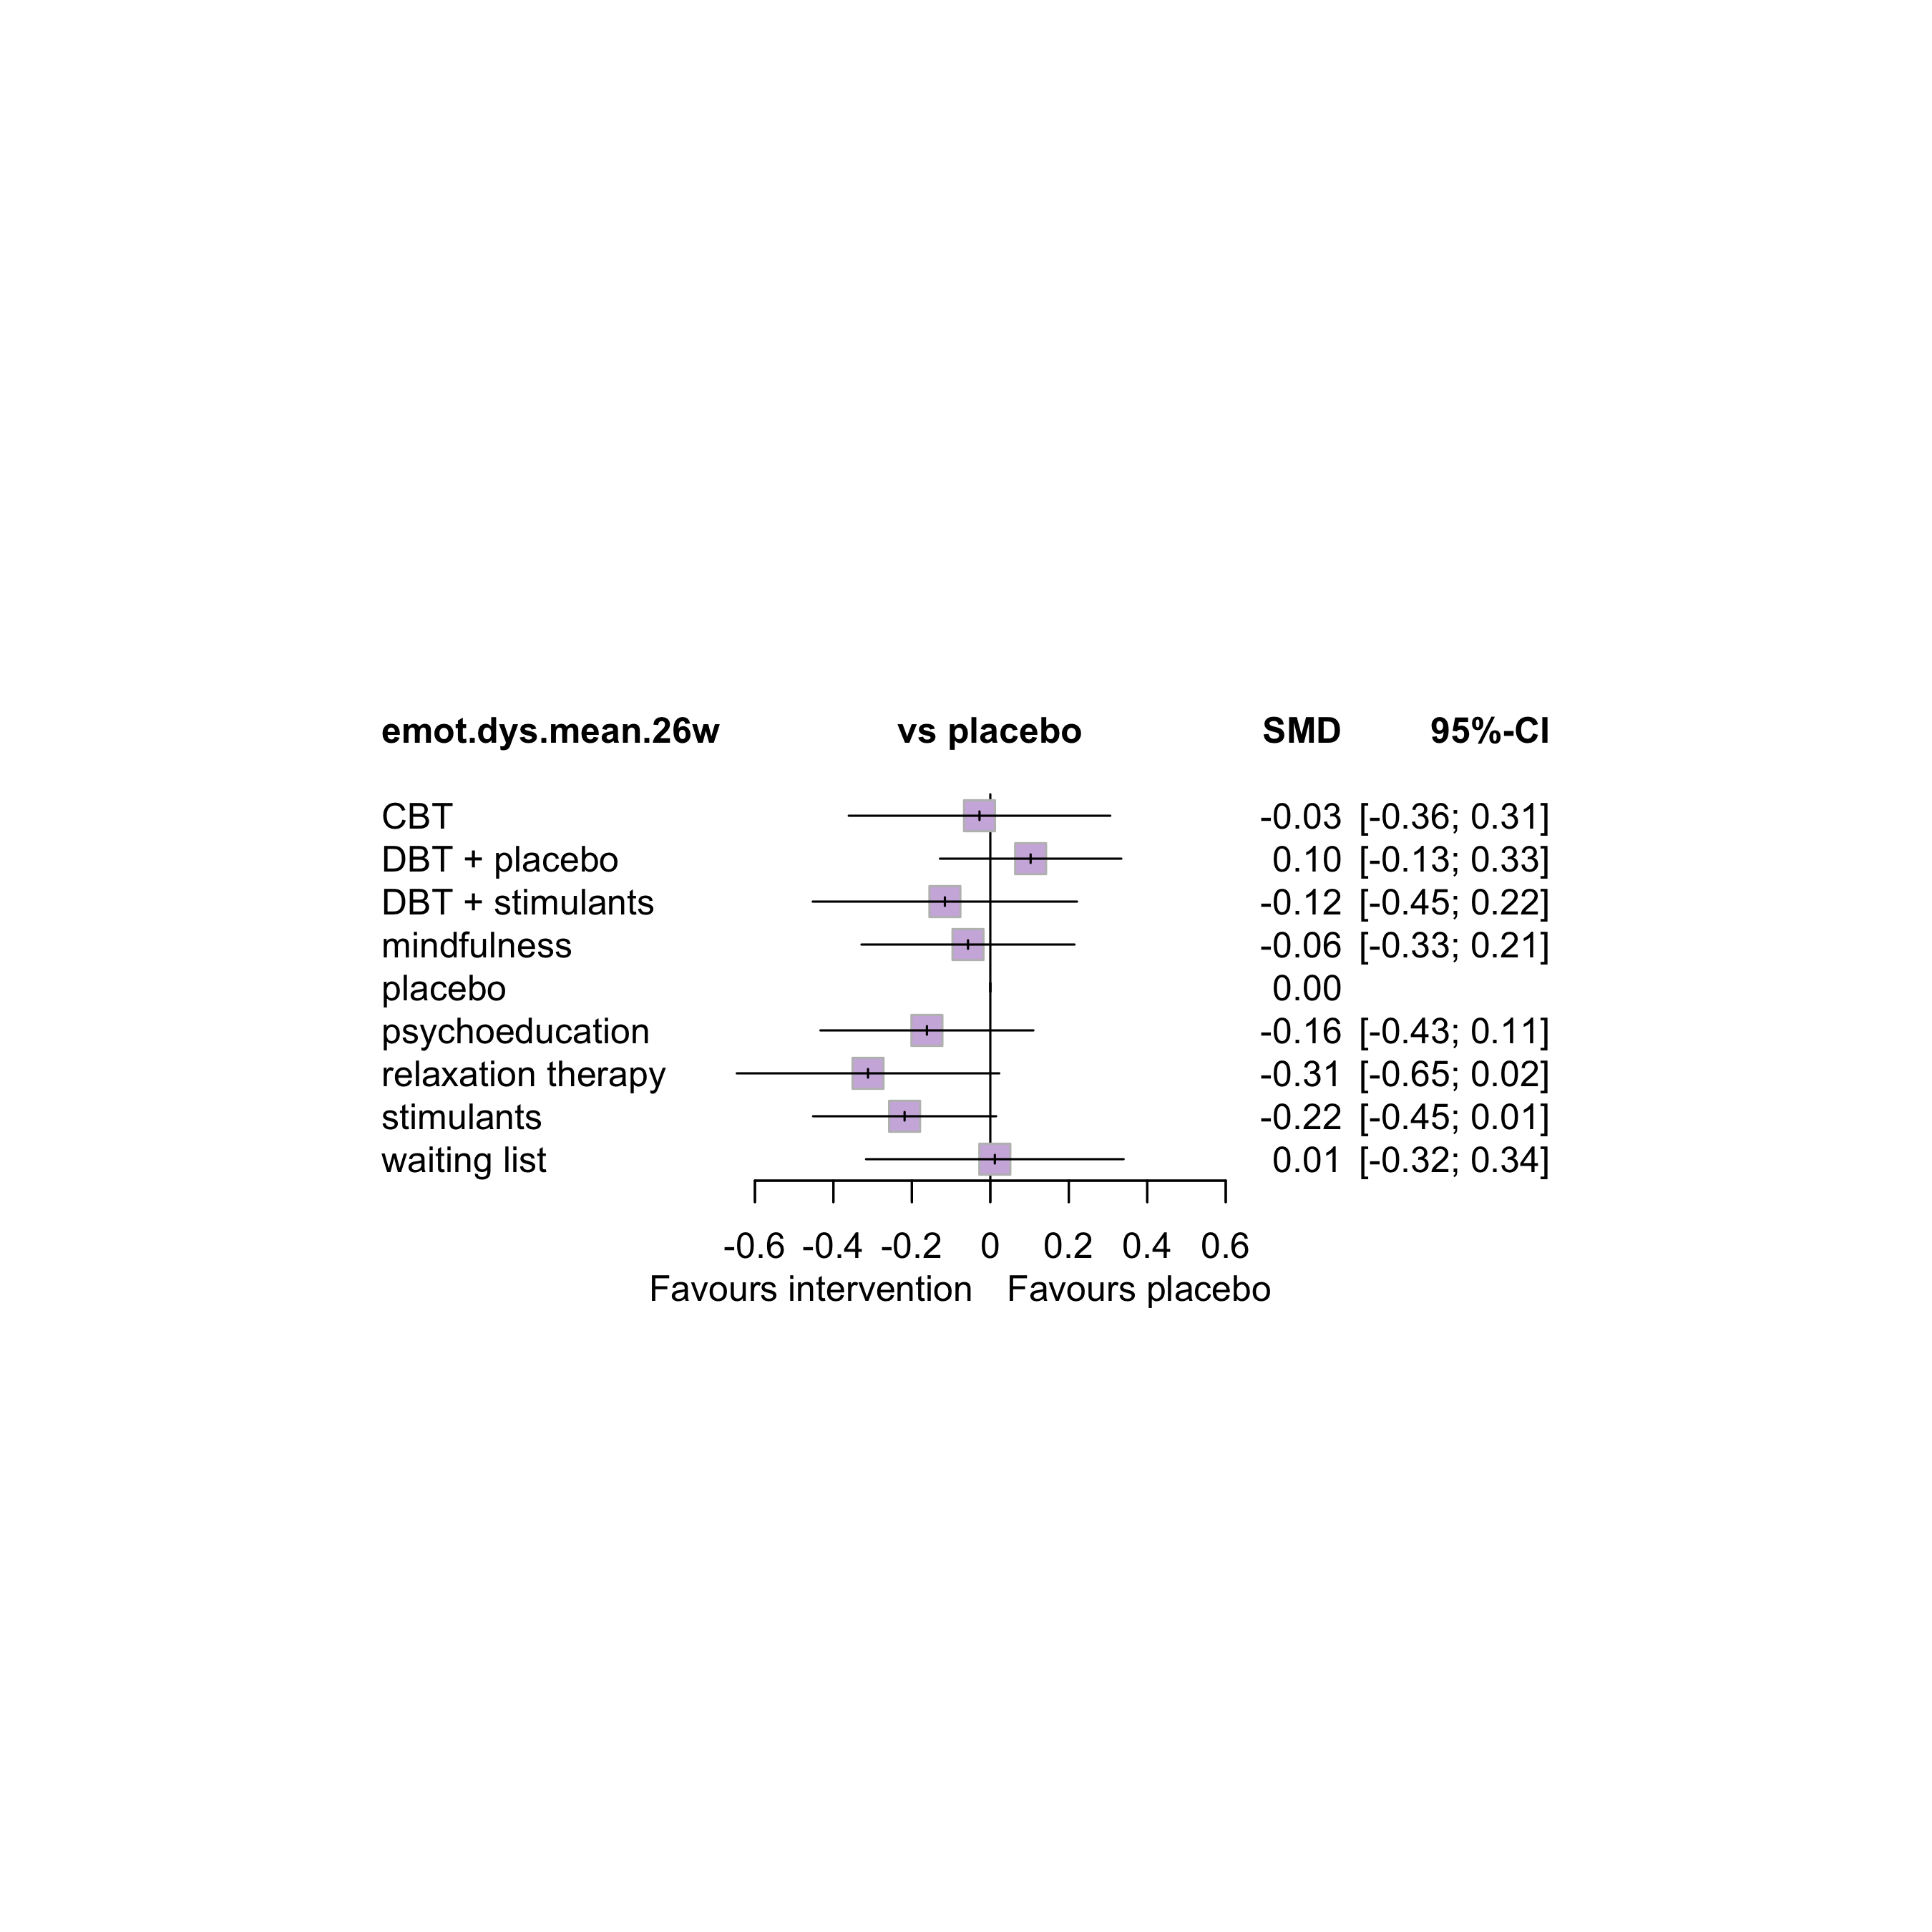 emot.dys.mean.26w vs placebo SMD 95%-CI
CBT -0.03 [-0.36; 0.31]
DBT + placebo 0.10 [-0.13; 0.33]
DBT + stimulants -0.12 [-0.45; 0.22]
mindfulness -0.06 [-0.33; 0.21]
placebo 0.00
psychoeducation -0.16 [-0.43; 0.11]
relaxation therapy -0.31 [-0.65; 0.02]
stimulants -0.22 [-0.45; 0.01]
waiting list 0.01 [-0.32; 0.34]
-0.6 -0.4 -0.2 0 0.2 0.4 0.6
Favours intervention Favours placebo